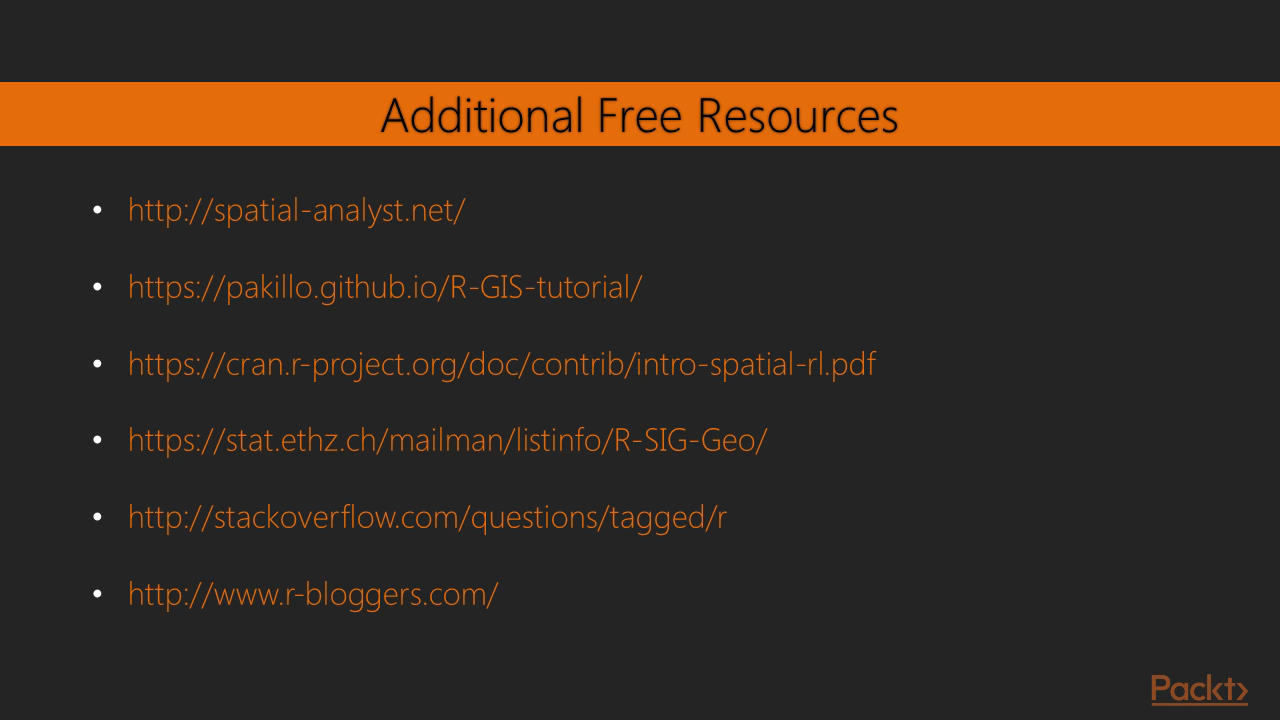 Additional Free Resources
• http://spatial-analyst.net/
• https://pakillo.github.io/R-GIS-tutorial/
• https://cran.r-project.org/doc/contrib/intro-spatial-rl.pdf
• https://stat.ethz.ch/mailman/listinfo/R-SIG-Geo/
• http://stackoverflow.com/questions/tagged/r
• http://www.r-bloggers.com/
Packt>